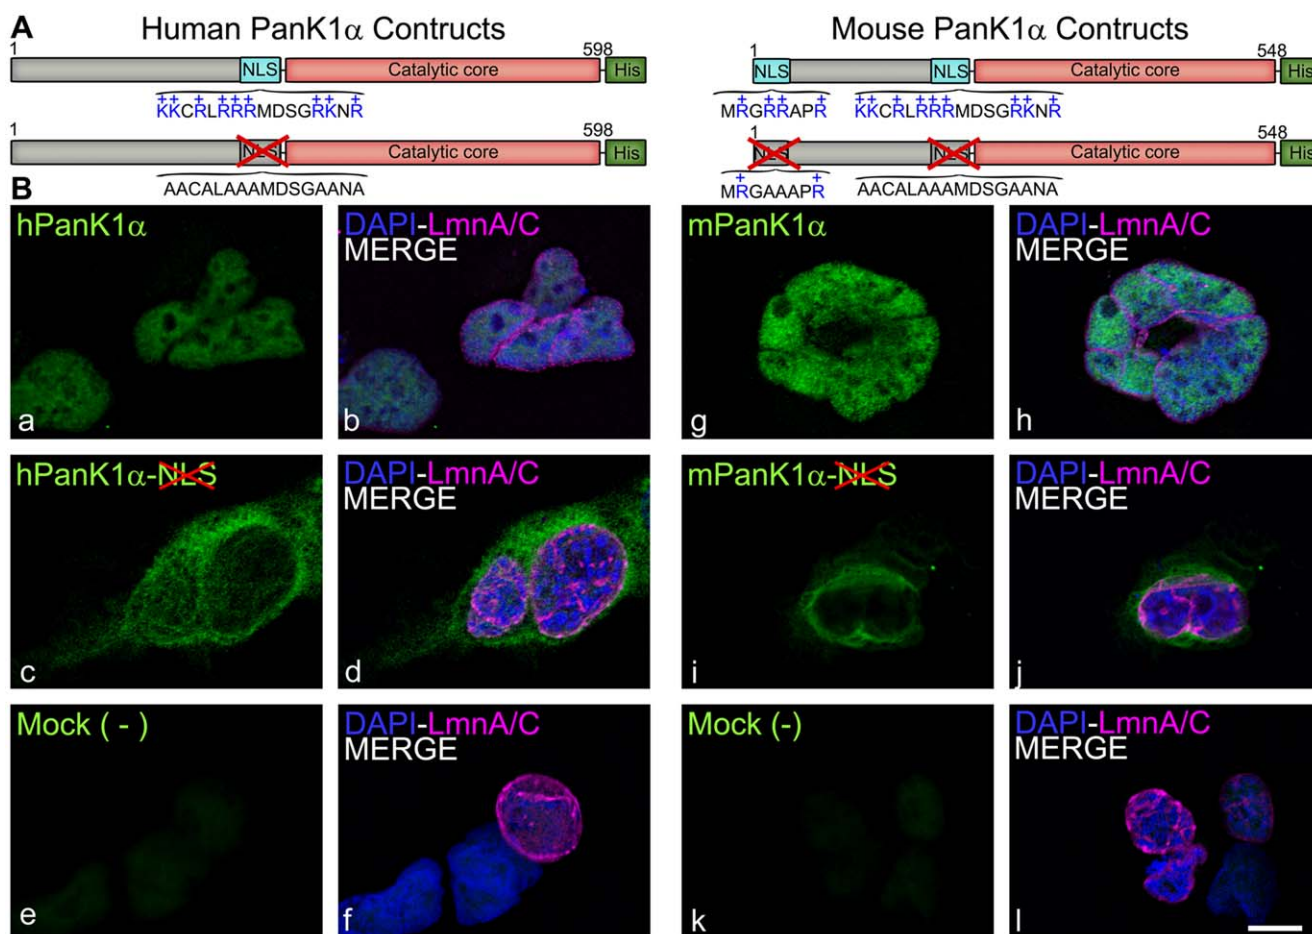 A
Human PanK1α Contructs
1
598
NLS
Catalytic core
His
++ + +++ ++ +
KKCRLRRRMDSGRKNR
1
598
NLS
Catalytic core
His
AACALAAAMDSGAANA
Mouse PanK1α Contructs
1
548
NLS
NLS
Catalytic core
His
+ ++ +
MRGRRAPR
++ + +++ ++ +
KKCRLRRRMDSGRKNR
1
548
NLS
NLS
Catalytic core
His
+ +
MRGAAAPR
AACALAAAMDSGAANA
B
hPanK1α
a
DAPI-LmnA/C
MERGE
b
mPanK1α
g
DAPI-LmnA/C
MERGE
h
hPanK1α-NLS
c
DAPI-LmnA/C
MERGE
d
mPanK1α-NLS
i
DAPI-LmnA/C
MERGE
j
Mock ( - )
e
DAPI-LmnA/C
MERGE
f
Mock (-)
k
DAPI-LmnA/C
MERGE
l